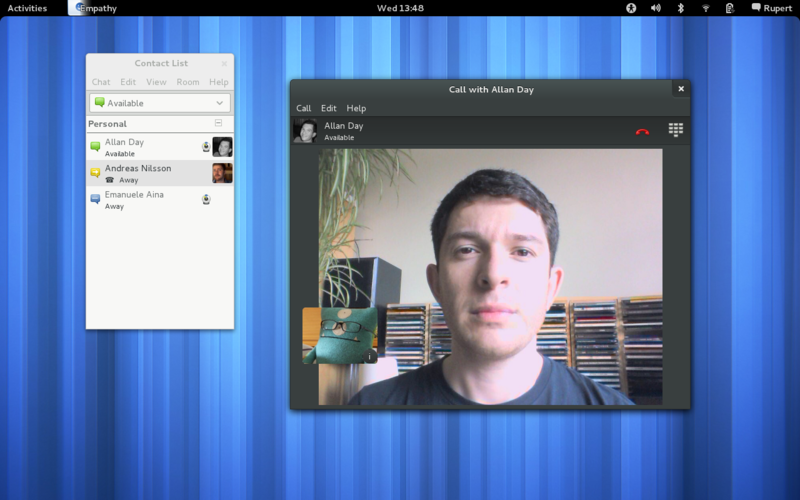 Activities
Empathy
Wed 13:48
Rupert
Contact List
Chat Edit View Room Help
Available
Personal
Allan Day
Available
Andreas Nilsson
Away
Emanuele Aina
Away
Call with Allan Day
Call Edit Help
Allan Day
Available